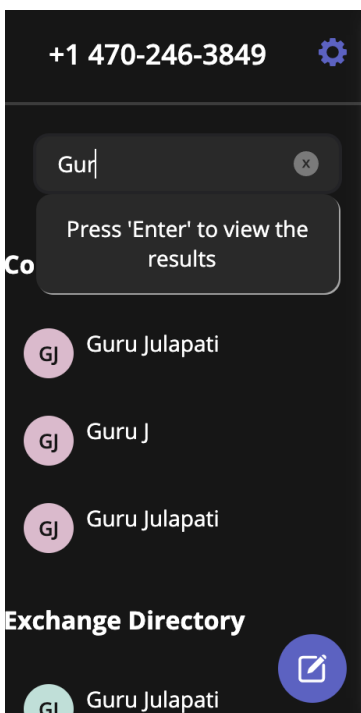 +1 470-246-3849
Gur
x
Press 'Enter' to view the
results
Co
GJ Guru Julapati
GJ Guru J
GJ Guru Julapati
Exchange Directory
GJ Guru Julapati